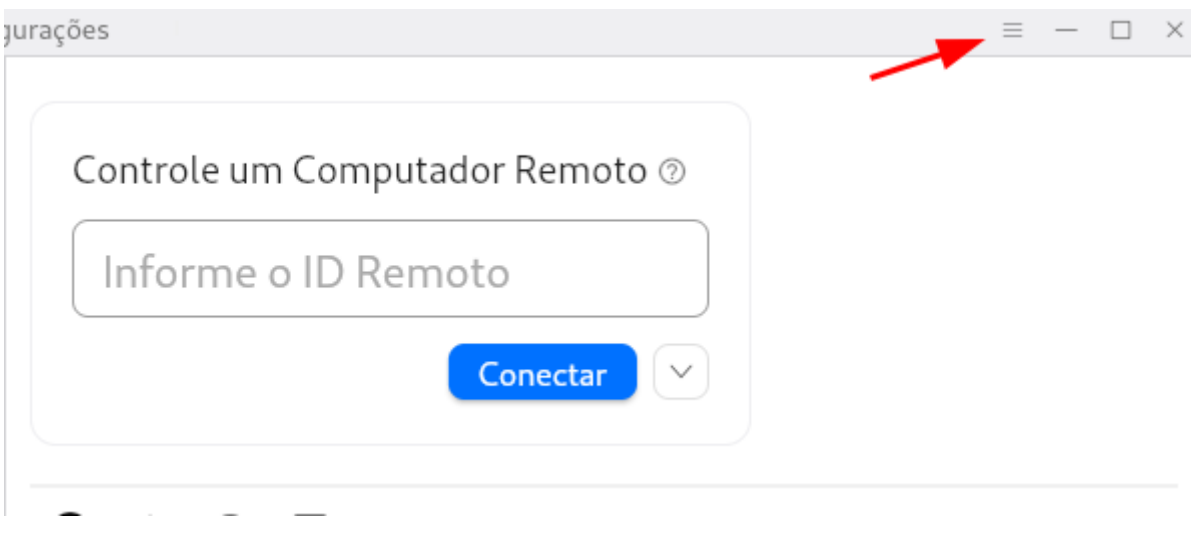 gurações
Controle um Computador Remoto
Informe o ID Remoto
Conectar